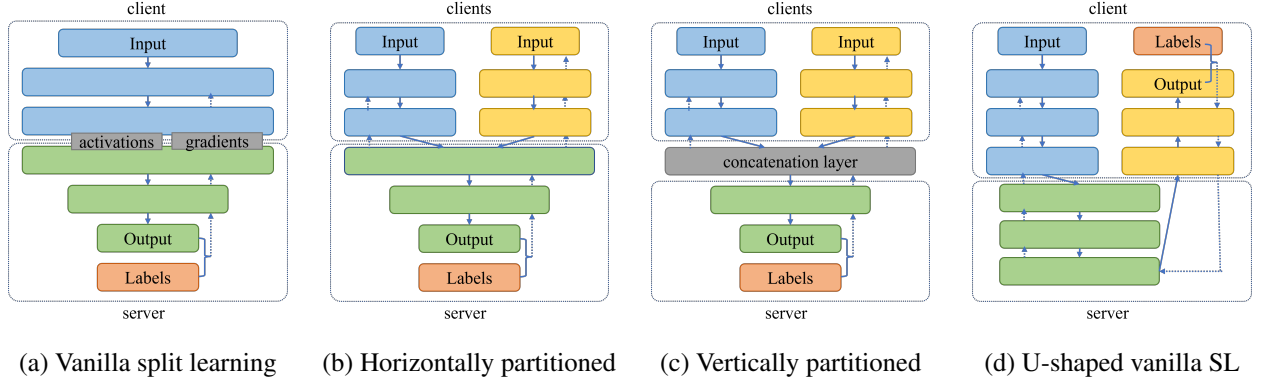 client
Input
activations
gradients
Output
Labels
server
(a) Vanilla split learning
clients
Input
Input
Output
Labels
server
(b) Horizontally partitioned
clients
Input
Input
concatenation layer
Output
Labels
server
(c) Vertically partitioned
client
Input
Labels
Output
server
(d) U-shaped vanilla SL